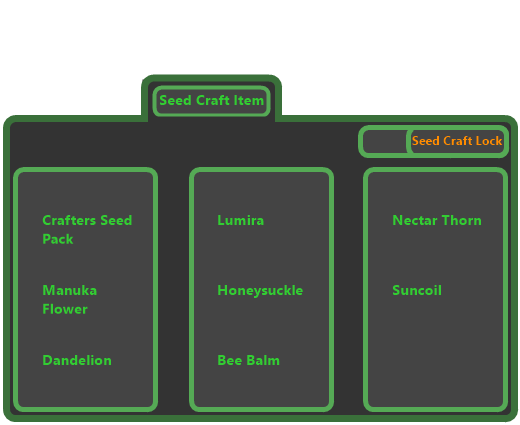 Seed Craft Item
Seed Craft Lock
Crafters Seed
Pack
Manuka
Flower
Dandelion
Lumira
Honeysuckle
Bee Balm
Nectar Thorn
Suncoil